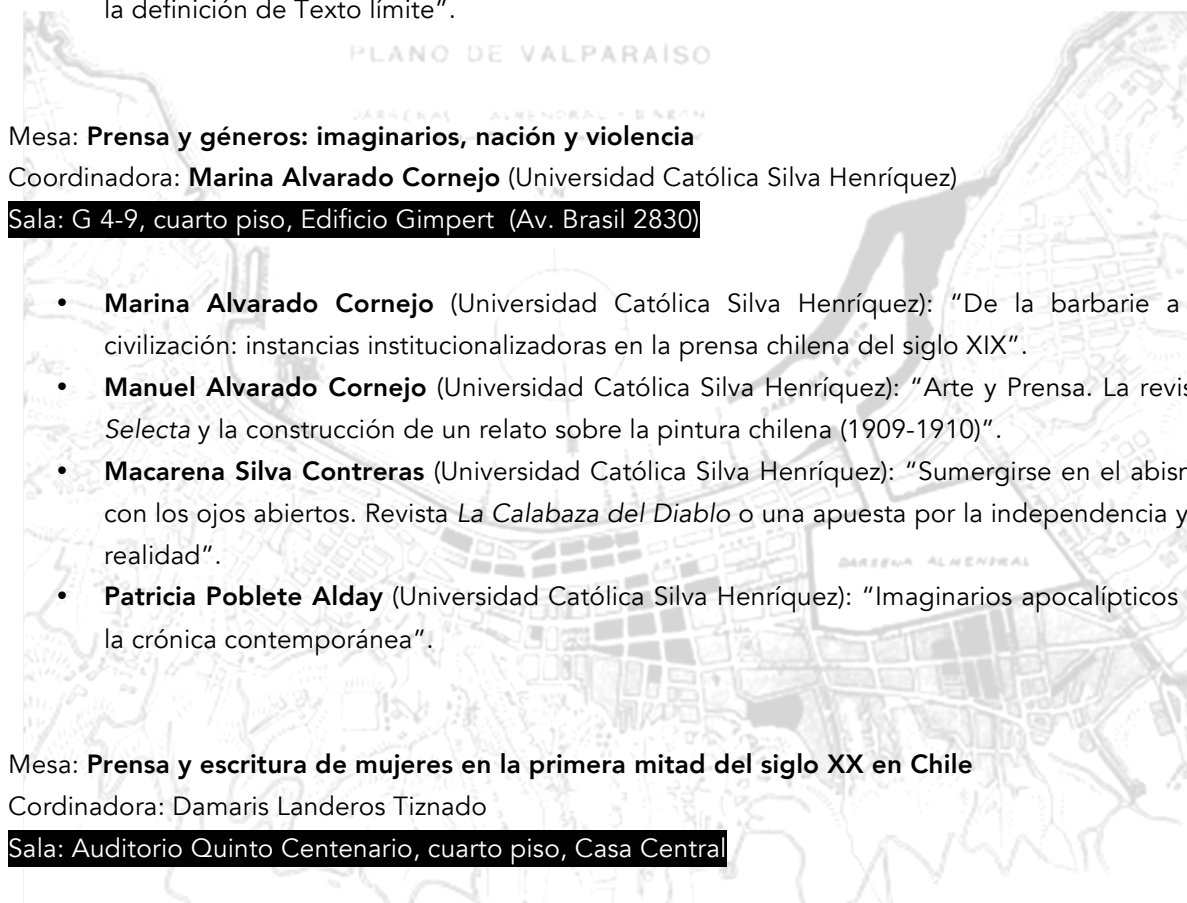 la definición de Texto límite”.
PLANO DE VALPARAÍSO
Mesa: Prensa y géneros: imaginarios, nación y violencia
Coordinadora: Marina Alvarado Cornejo (Universidad Católica Silva Henríquez)
Sala: G 4-9, cuarto piso, Edificio Gimpert (Av. Brasil 2830)
• Marina Alvarado Cornejo (Universidad Católica Silva Henríquez): “De la barbarie a
civilización: instancias institucionalizadoras en la prensa chilena del siglo XIX”.
• Manuel Alvarado Cornejo (Universidad Católica Silva Henríquez): “Arte y Prensa. La revis
Selecta y la construcción de un relato sobre la pintura chilena (1909-1910)”.
• Macarena Silva Contreras (Universidad Católica Silva Henríquez): “Sumergirse en el abism
con los ojos abiertos. Revista La Calabaza del Diablo o una apuesta por la independencia y
realidad”.
DARSENA ALMENDRAL
• Patricia Poblete Alday (Universidad Católica Silva Henríquez): “Imaginarios apocalípticos
la crónica contemporánea”.
Mesa: Prensa y escritura de mujeres en la primera mitad del siglo XX en Chile
Cordinadora: Damaris Landeros Tiznado
Sala: Auditorio Quinto Centenario, cuarto piso, Casa Central